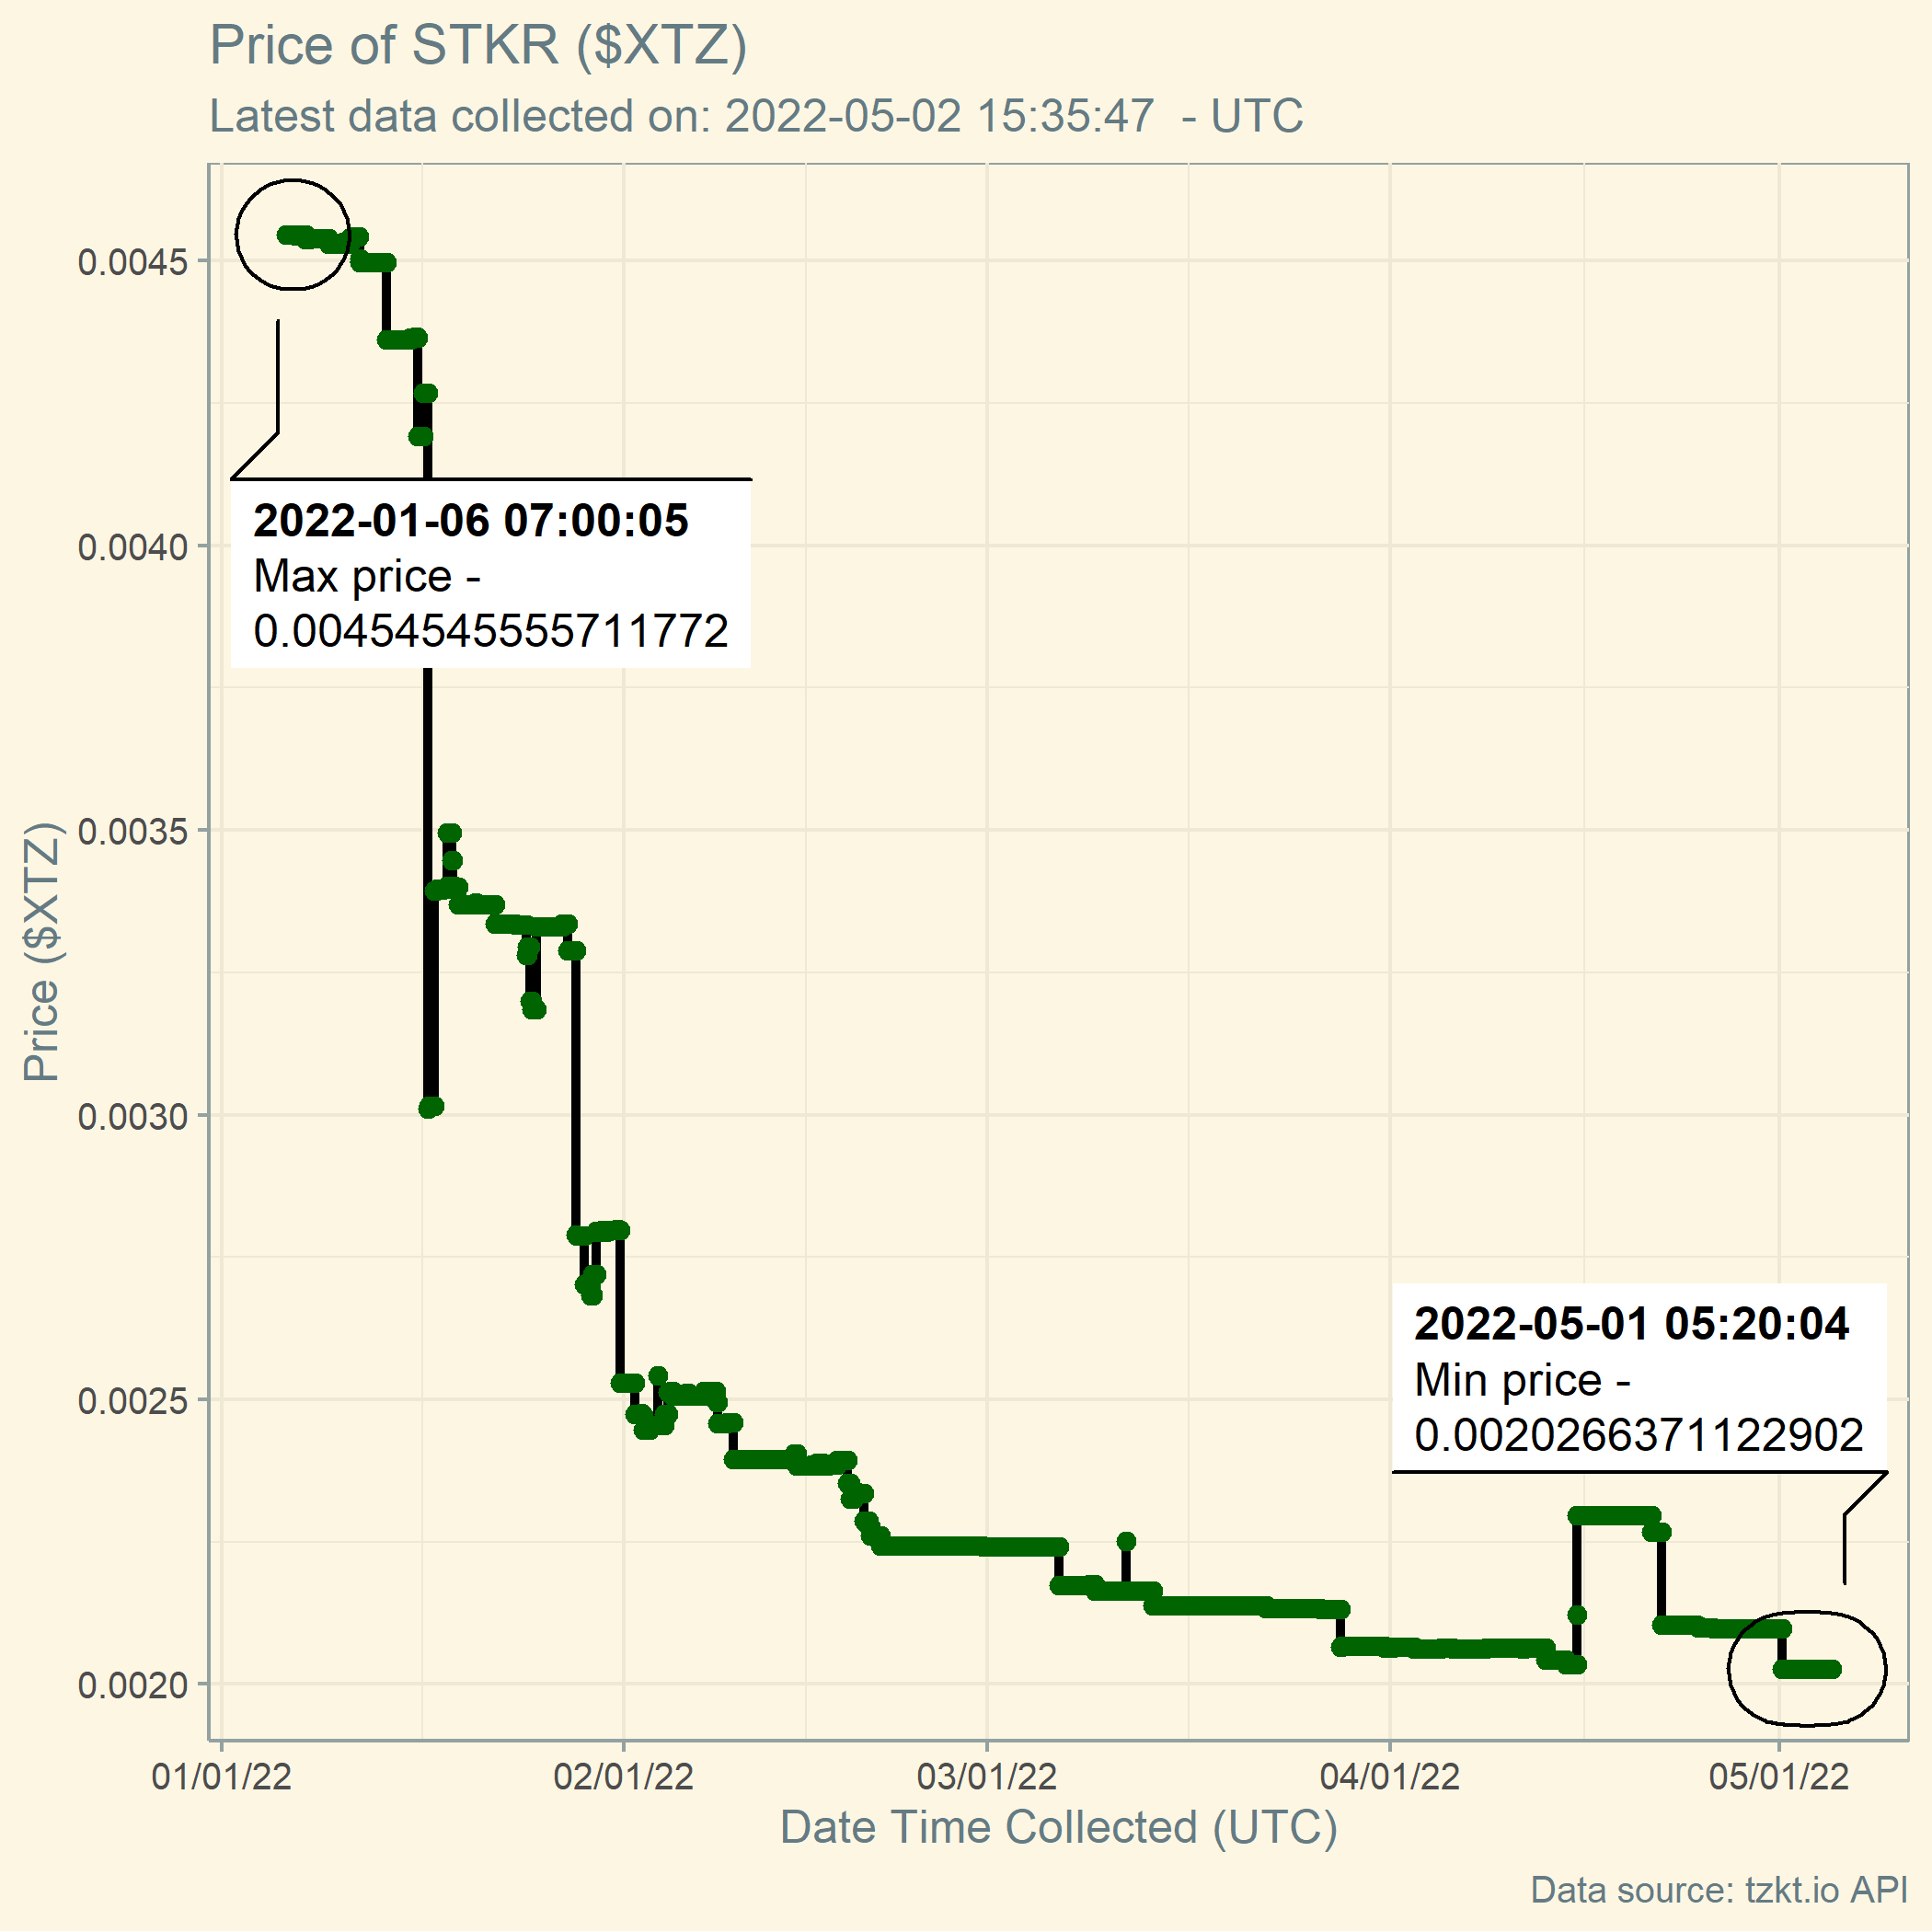 Price of STKR ($XTZ)
Latest data collected on: 2022-05-02 15:35:47  - UTC
0.0045
0.0040
0.0035
0.0030
0.0025
0.0020
Price ($XTZ)
2022-01-06 07:00:05
Max price -
0.00454545555711772
2022-05-01 05:20:04
Min price -
0.0020266371122902
01/01/22
02/01/22
03/01/22
04/01/22
05/01/22
Date Time Collected (UTC)
Data source: tzkt.io API